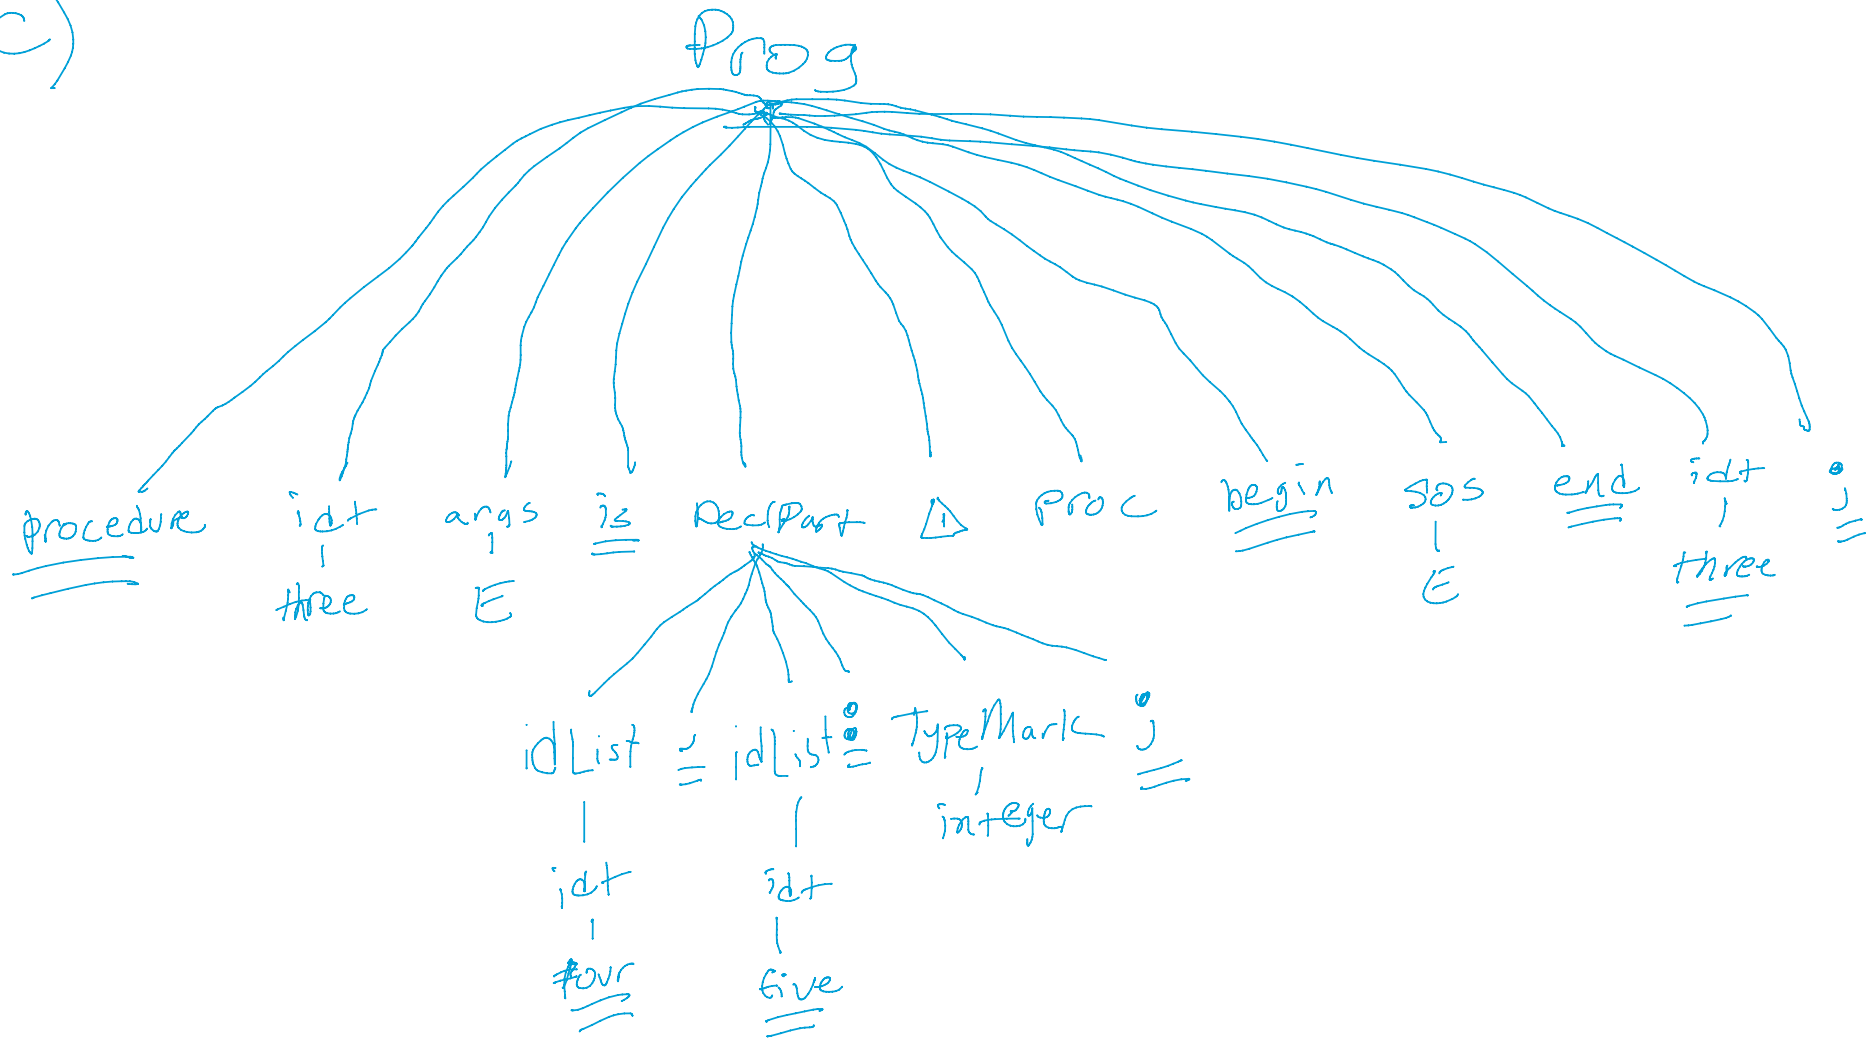 c)
Prog
procedure idt args is DeclPart 1 Proc begin SOS end idt ;
three E E three
idList , idList : TypeMark ;
integer
idt idt
four five